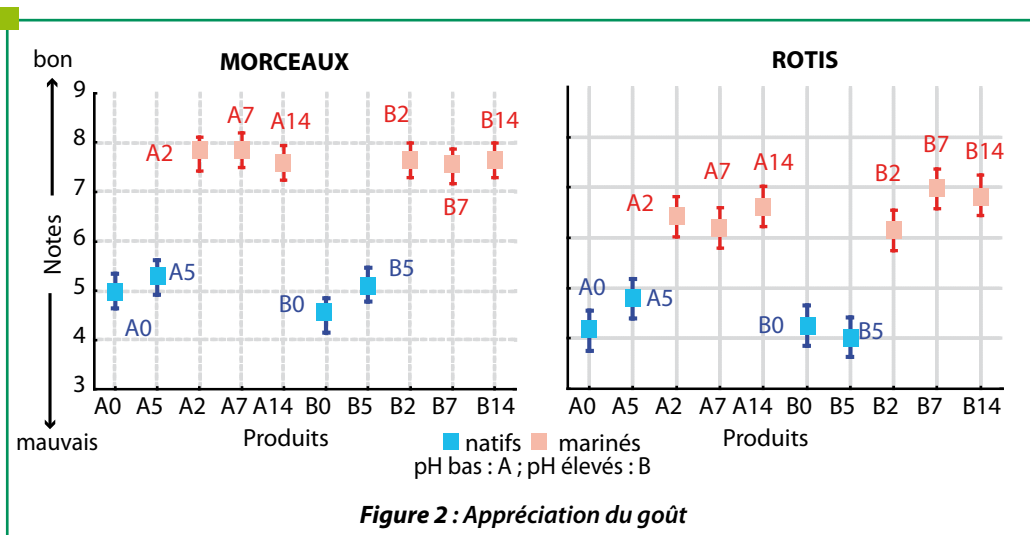 bon
MORCEAUX
ROTIS
9
8
7
6
5
4
3
Notes
mauvais
A0
A5
A2
A7
A14
B0
B5
B2
B7
B14
A0 A5 A2 A7 A14 B0 B5 B2 B7 B14
Produits
A0
A5
A2
A7
A14
B0
B5
B2
B7
B14
A0 A5 A2 A7 A14 B0 B5 B2 B7 B14
Produits
natifs marinés
pH bas : A ; pH élevés : B
Figure 2 : Appréciation du goût